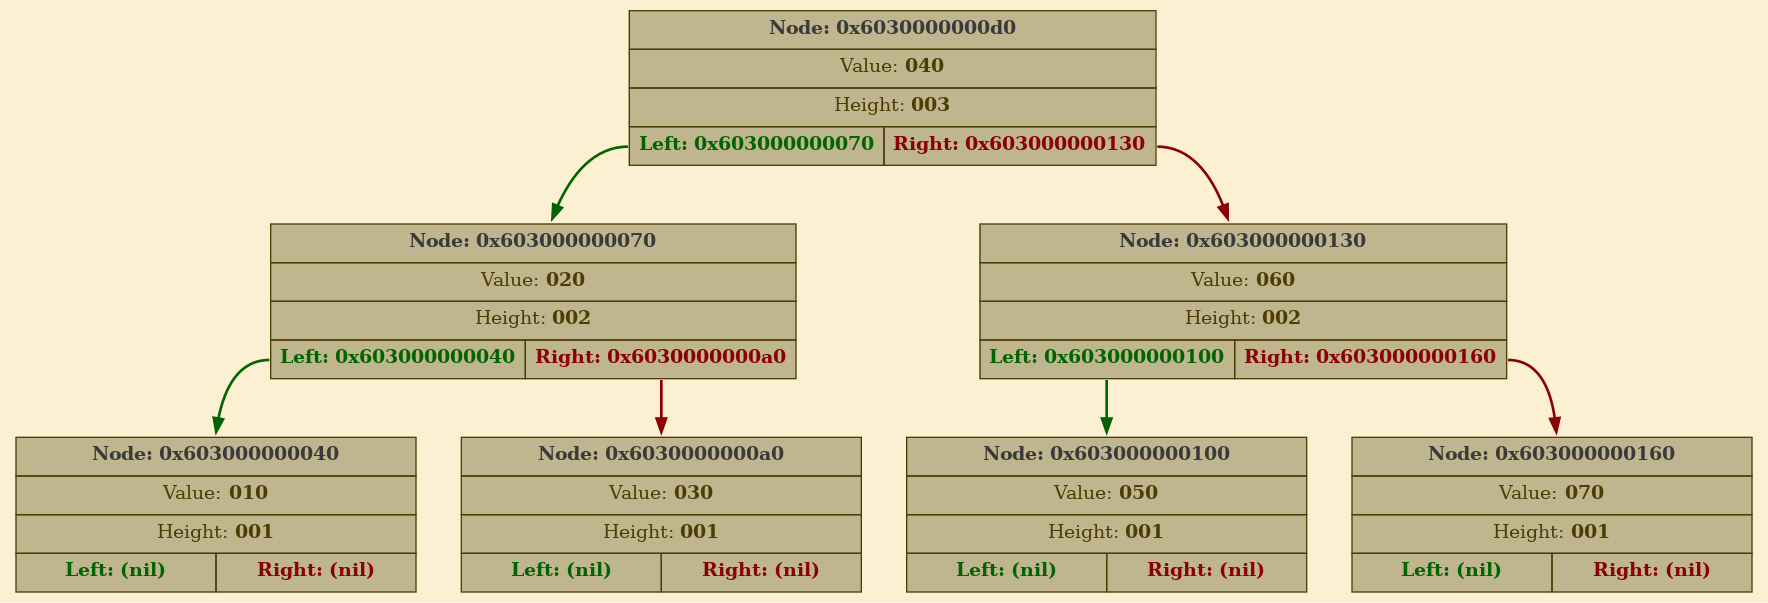 Node: 0x6030000000d0
Value: 040
Height: 003
Left: 0x603000000070 Right: 0x603000000130
Node: 0x603000000070 Node: 0x603000000130
Value: 020 Value: 060
Height: 002 Height: 002
Left: 0x603000000040 Right: 0x6030000000a0 Left: 0x603000000100 Right: 0x603000000160
Node: 0x603000000040 Node: 0x6030000000a0 Node: 0x603000000100 Node: 0x603000000160
Value: 010 Value: 030 Value: 050 Value: 070
Height: 001 Height: 001 Height: 001 Height: 001
Left: (nil) Right: (nil) Left: (nil) Right: (nil) Left: (nil) Right: (nil) Left: (nil) Right: (nil)